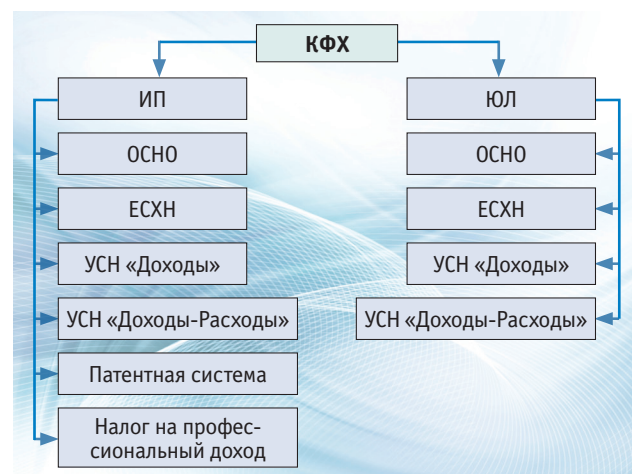 КФХ
ИП
ОСНО
ЕСХН
УСН «Доходы»
УСН «Доходы-Расходы»
Патентная система
Налог на профес-
сиональный доход
ЮЛ
ОСНО
ЕСХН
УСН «Доходы»
УСН «Доходы-Расходы»